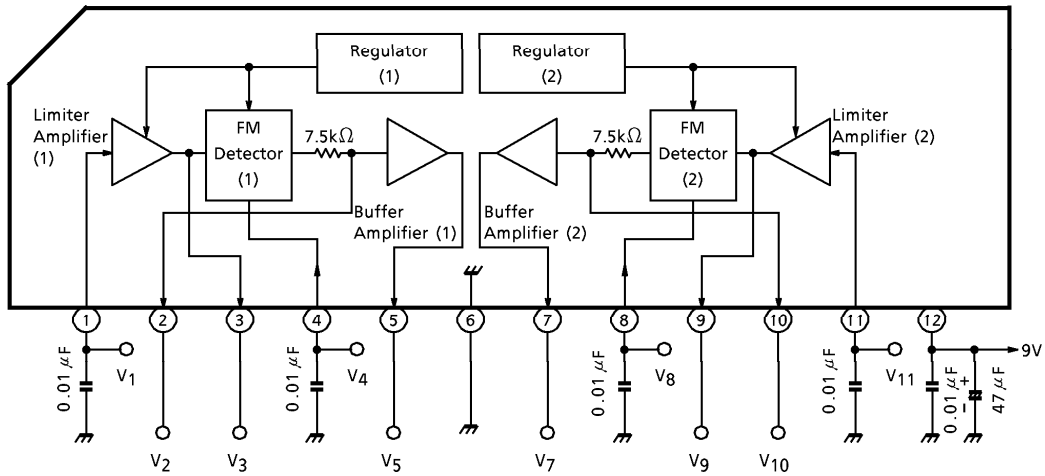 Regulator
(1)
Regulator
(2)
Limiter
Amplifier
(1)
FM
Detector
(1)
7.5kΩ
7.5kΩ
FM
Detector
(2)
Limiter
Amplifier (2)
Buffer
Amplifier (1)
Buffer
Amplifier (2)
1
2
3
4
5
6
7
8
9
10
11
12
0.01 μF
V1
0.01 μF
V4
0.01 μF
V8
0.01 μF
V11
0.01 μF
+
−
47 μF
9V
V2
V3
V5
V7
V9
V10